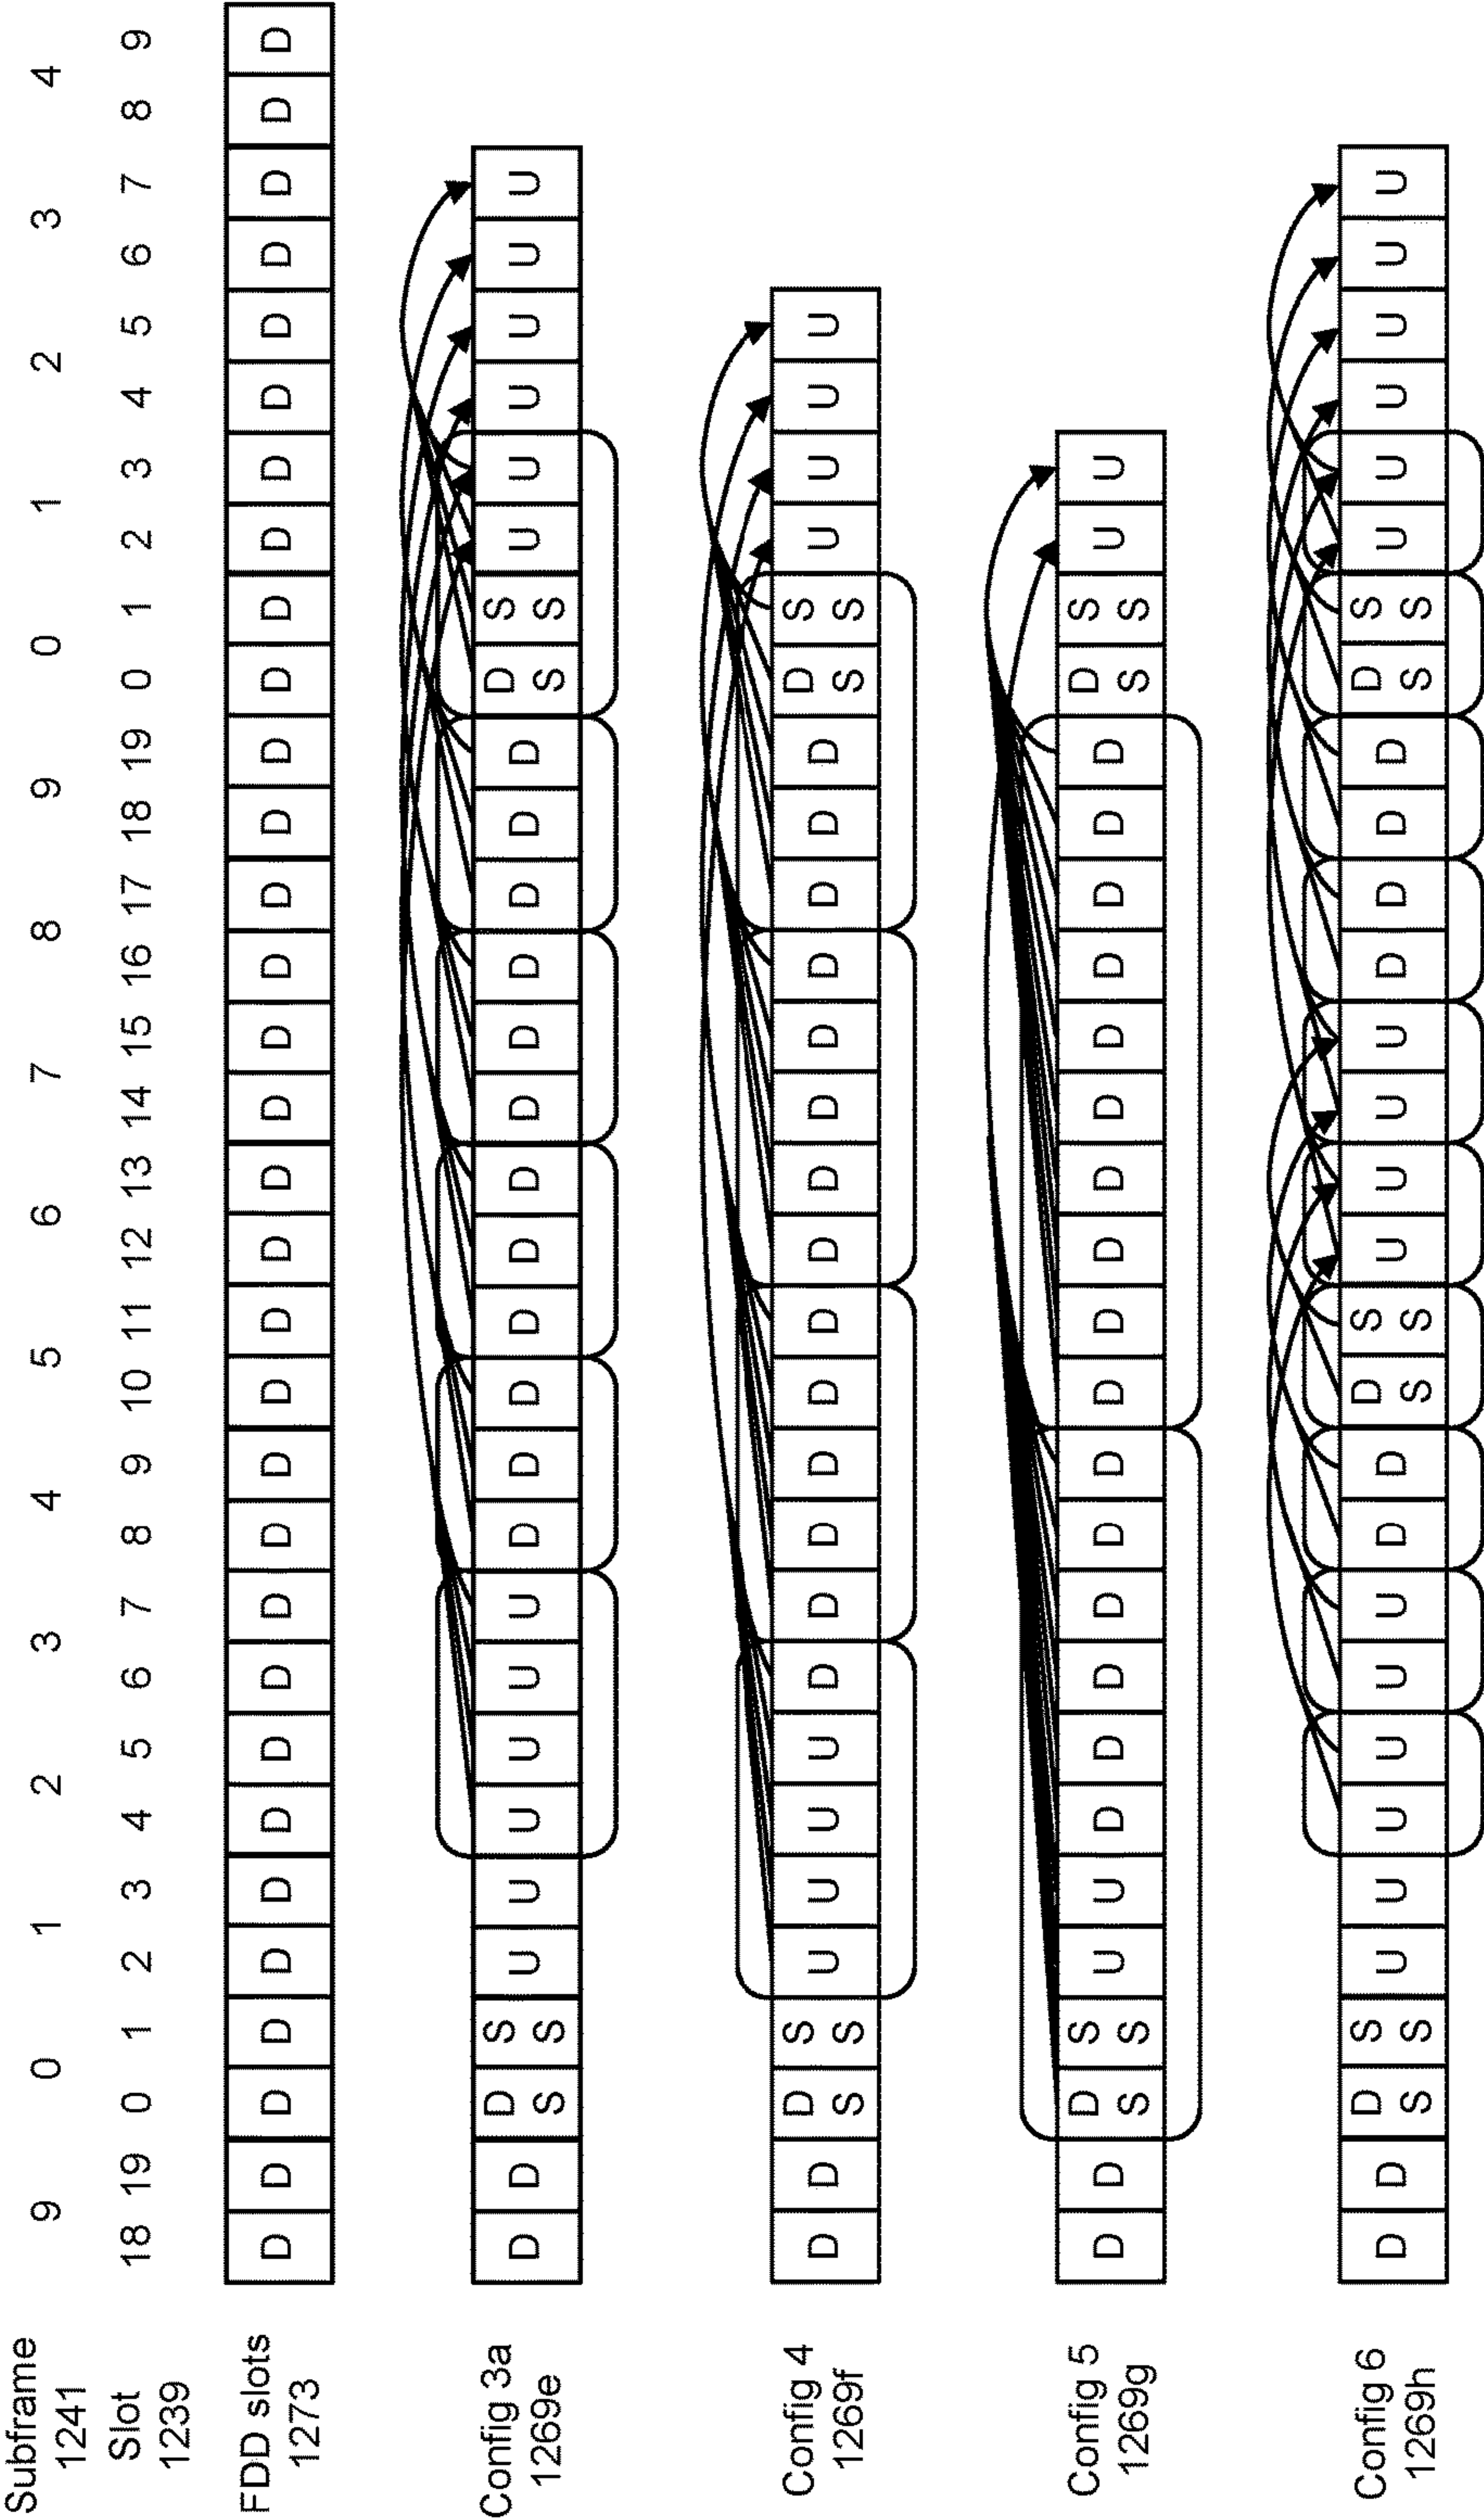 Subframe 1241 9 0 1 2 3 4 5 6 7 8 9 0 1 2 3 4
Slot 1239 18 19 0 1 2 3 4 5 6 7 8 9 10 11 12 13 14 15 16 17 18 19 0 1 2 3 4 5 6 7 8 9
FDD slots 1273 D D D D D D D D D D D D D D D D D D D D D D D D D D D D D D D D
Config 3a D D D S U U U U U U D D D D D D D D D D D D D S U U U U U U
1269e S S S S
Config 4 D D D S U U U U D D D D D D D D D D D D D D D S U U U U
1269f S S S S
Config 5 D D D S U U D D D D D D D D D D D D D D D D D S U U
1269g S S S S
Config 6 D D D S U U U U U U D D D S U U U U D D D D D S U U U U U U
1269h S S S S S S